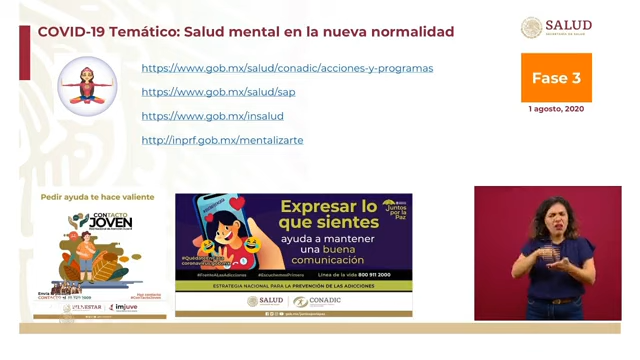 COVID-19 Temático: Salud mental en la nueva normalidad
SALUD
SECRETARÍA DE SALUD
https://www.gob.mx/salud/conadic/acciones-y-programas
https://www.gob.mx/salud/sap
https://www.gob.mx/insalud
http://inprf.gob.mx/mentalizarte
Fase 3
1 agosto, 2020
Pedir ayuda te hace valiente
CONTACTO
JOVEN
Expresar lo
que sientes
ayuda a mantener
una buena
comunicación
Juntos
por la
Paz
Línea de la vida 800 911 2000
ESTRATEGIA NACIONAL PARA LA PREVENCIÓN DE LAS ADICCIONES
SALUD
CONADIC
BIENESTAR
imjuve